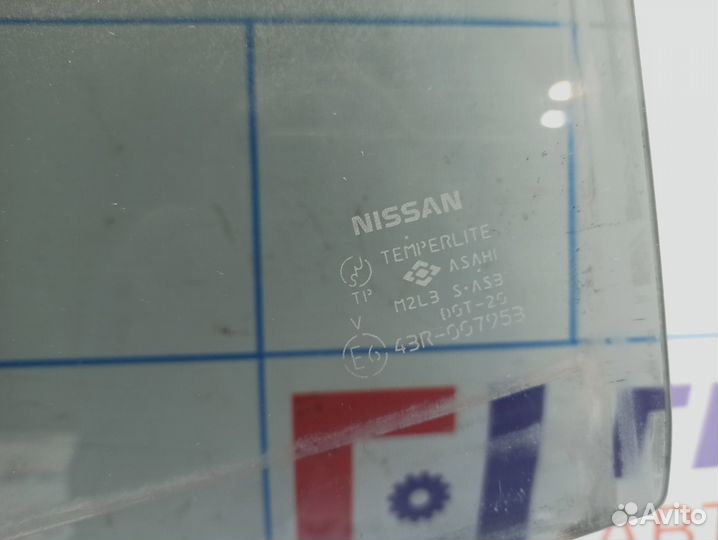 NISSAN
TEMPERLITE
ASAHI
TP
M2L3 S·AS3
V
DOT-20
E6 43R-007953
Avito